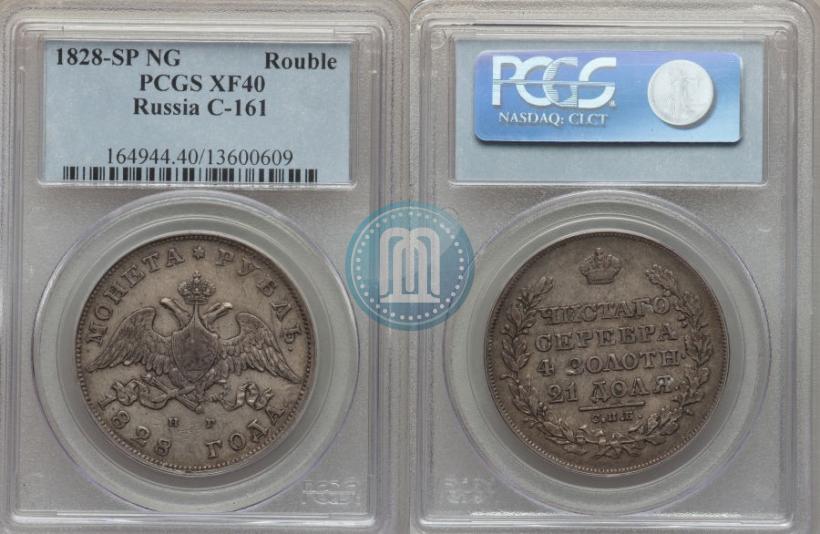 1828-SP NG Rouble
PCGS XF40
Russia C-161
164944.40/13600609
МОНЕТА * РУБЛЬ.
Н Г
1828 ГОДА.
PCGS
NASDAQ: CLCT
M
ЧИСТАГО
СЕРЕБРА
4 ЗОЛОТН.
21 ДОЛЯ.
С.П.Б.
PCGS